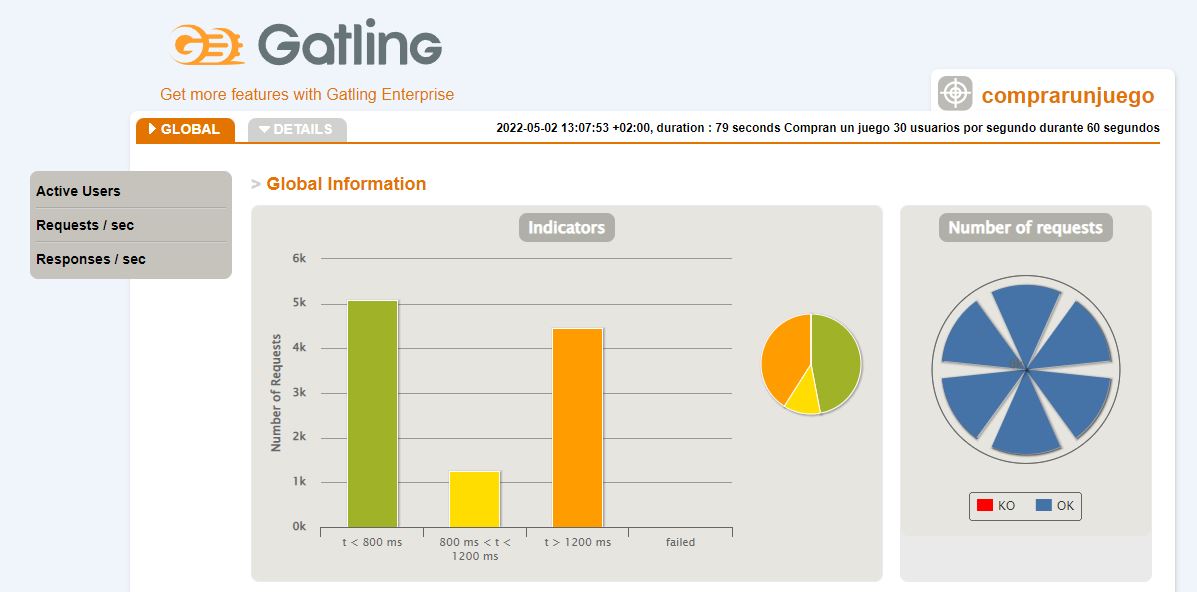 Gatling
Get more features with Gatling Enterprise
comprarunjuego
GLOBAL
DETAILS
2022-05-02 13:07:53 +02:00, duration : 79 seconds Compran un juego 30 usuarios por segundo durante 60 segundos
Active Users
Requests / sec
Responses / sec
> Global Information
Indicators
Number of Requests
6k
5k
4k
3k
2k
1k
0k
t < 800 ms
800 ms < t <
1200 ms
t > 1200 ms
failed
Number of requests
KO
OK